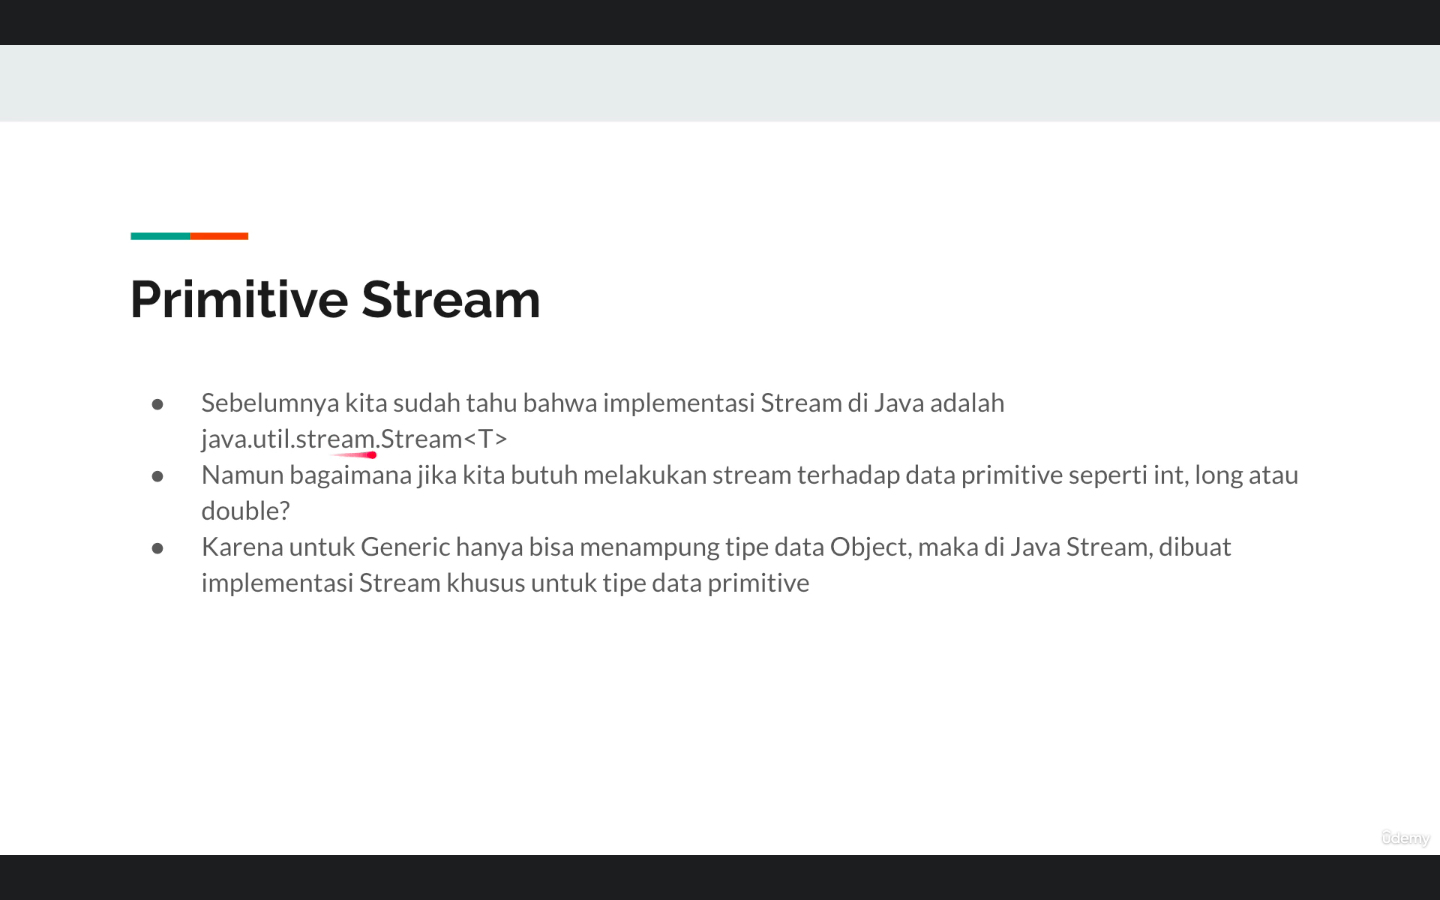 Primitive Stream
● Sebelumnya kita sudah tahu bahwa implementasi Stream di Java adalah
java.util.stream.Stream<T>
● Namun bagaimana jika kita butuh melakukan stream terhadap data primitive seperti int, long atau
double?
● Karena untuk Generic hanya bisa menampung tipe data Object, maka di Java Stream, dibuat
implementasi Stream khusus untuk tipe data primitive
ûdemy